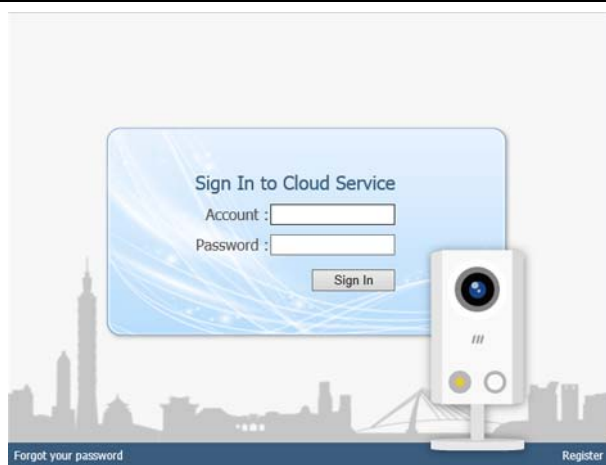 Sign In to Cloud Service
Account :
Password :
Sign In
Forgot your password
Register